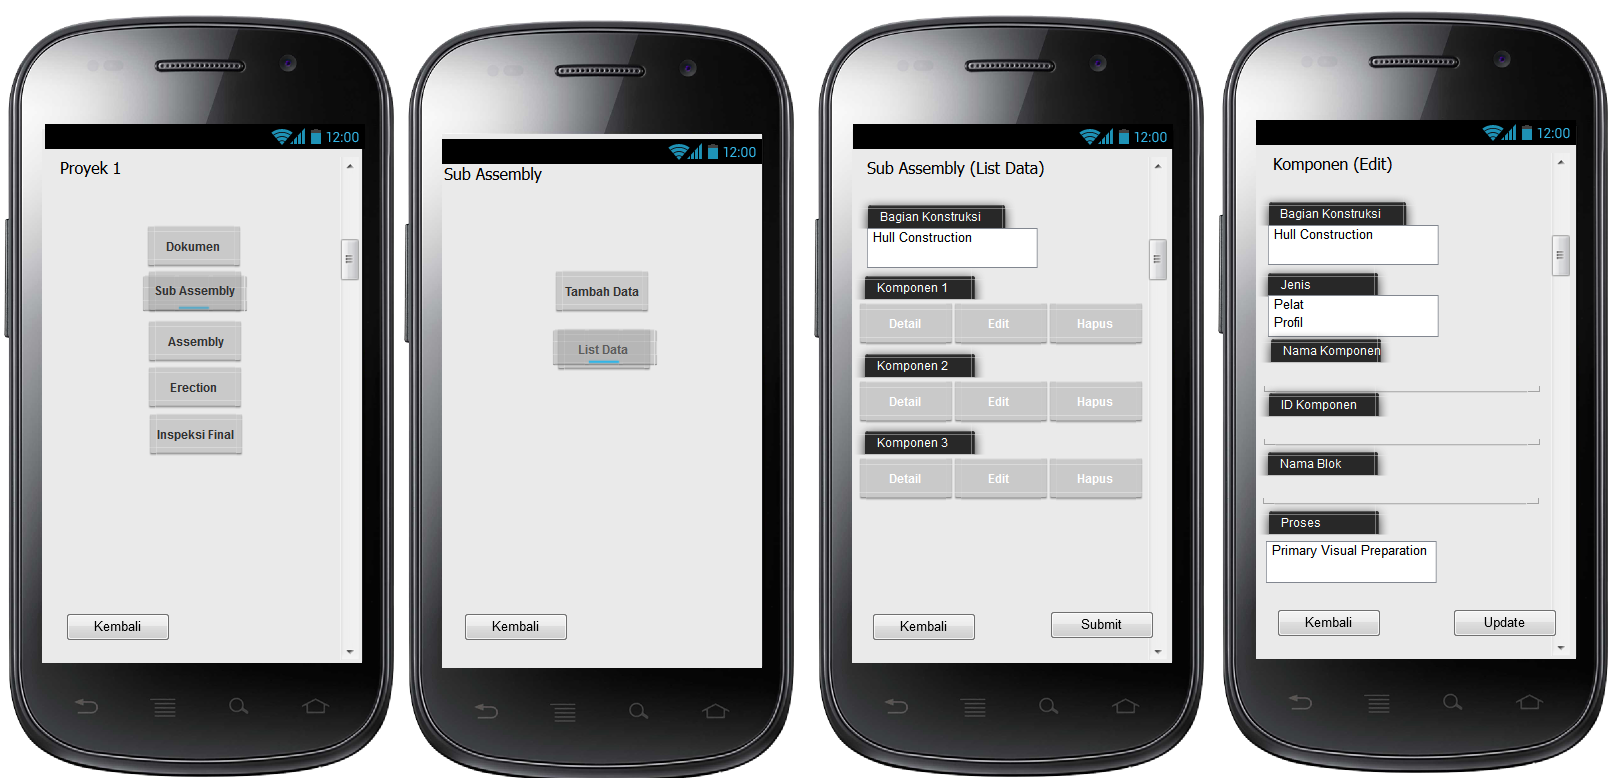 12:00
Proyek 1
Dokumen
Sub Assembly
Assembly
Erection
Inspeksi Final
Kembali
12:00
Sub Assembly
Tambah Data
List Data
Kembali
12:00
Sub Assembly (List Data)
Bagian Konstruksi
Hull Construction
Komponen 1
Detail Edit Hapus
Komponen 2
Detail Edit Hapus
Komponen 3
Detail Edit Hapus
Kembali Submit
12:00
Komponen (Edit)
Bagian Konstruksi
Hull Construction
Jenis
Pelat
Profil
Nama Komponen
ID Komponen
Nama Blok
Proses
Primary Visual Preparation
Kembali Update